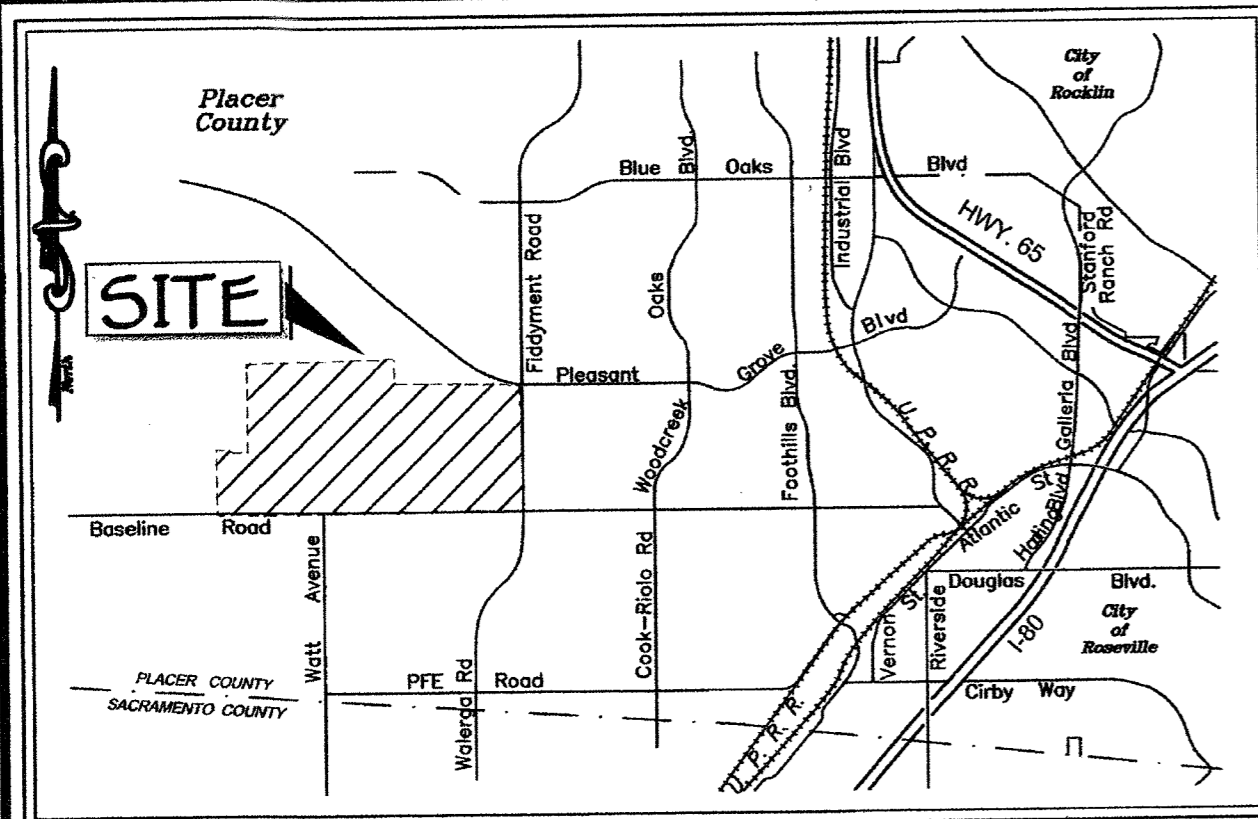 Placer
County
City
of
Rocklin
Blue Oaks Blvd
Blvd.
Oaks
Woodcreek
Industrial Blvd
HWY. 65
Stanford
Ranch Rd
SITE
North
Fiddyment Road
Pleasant Grove Blvd
Foothills Blvd.
Galleria Blvd
U. P. R. R.
Atlantic St
Blvd
Baseline Road
Watt Avenue
Walerga Rd
Cook-Riolo Rd
Vernon St.
Riverside
Douglas Blvd.
City
of
Roseville
I-80
PLACER COUNTY
SACRAMENTO COUNTY
PFE Road
Cirby Way
U. P. R. R.